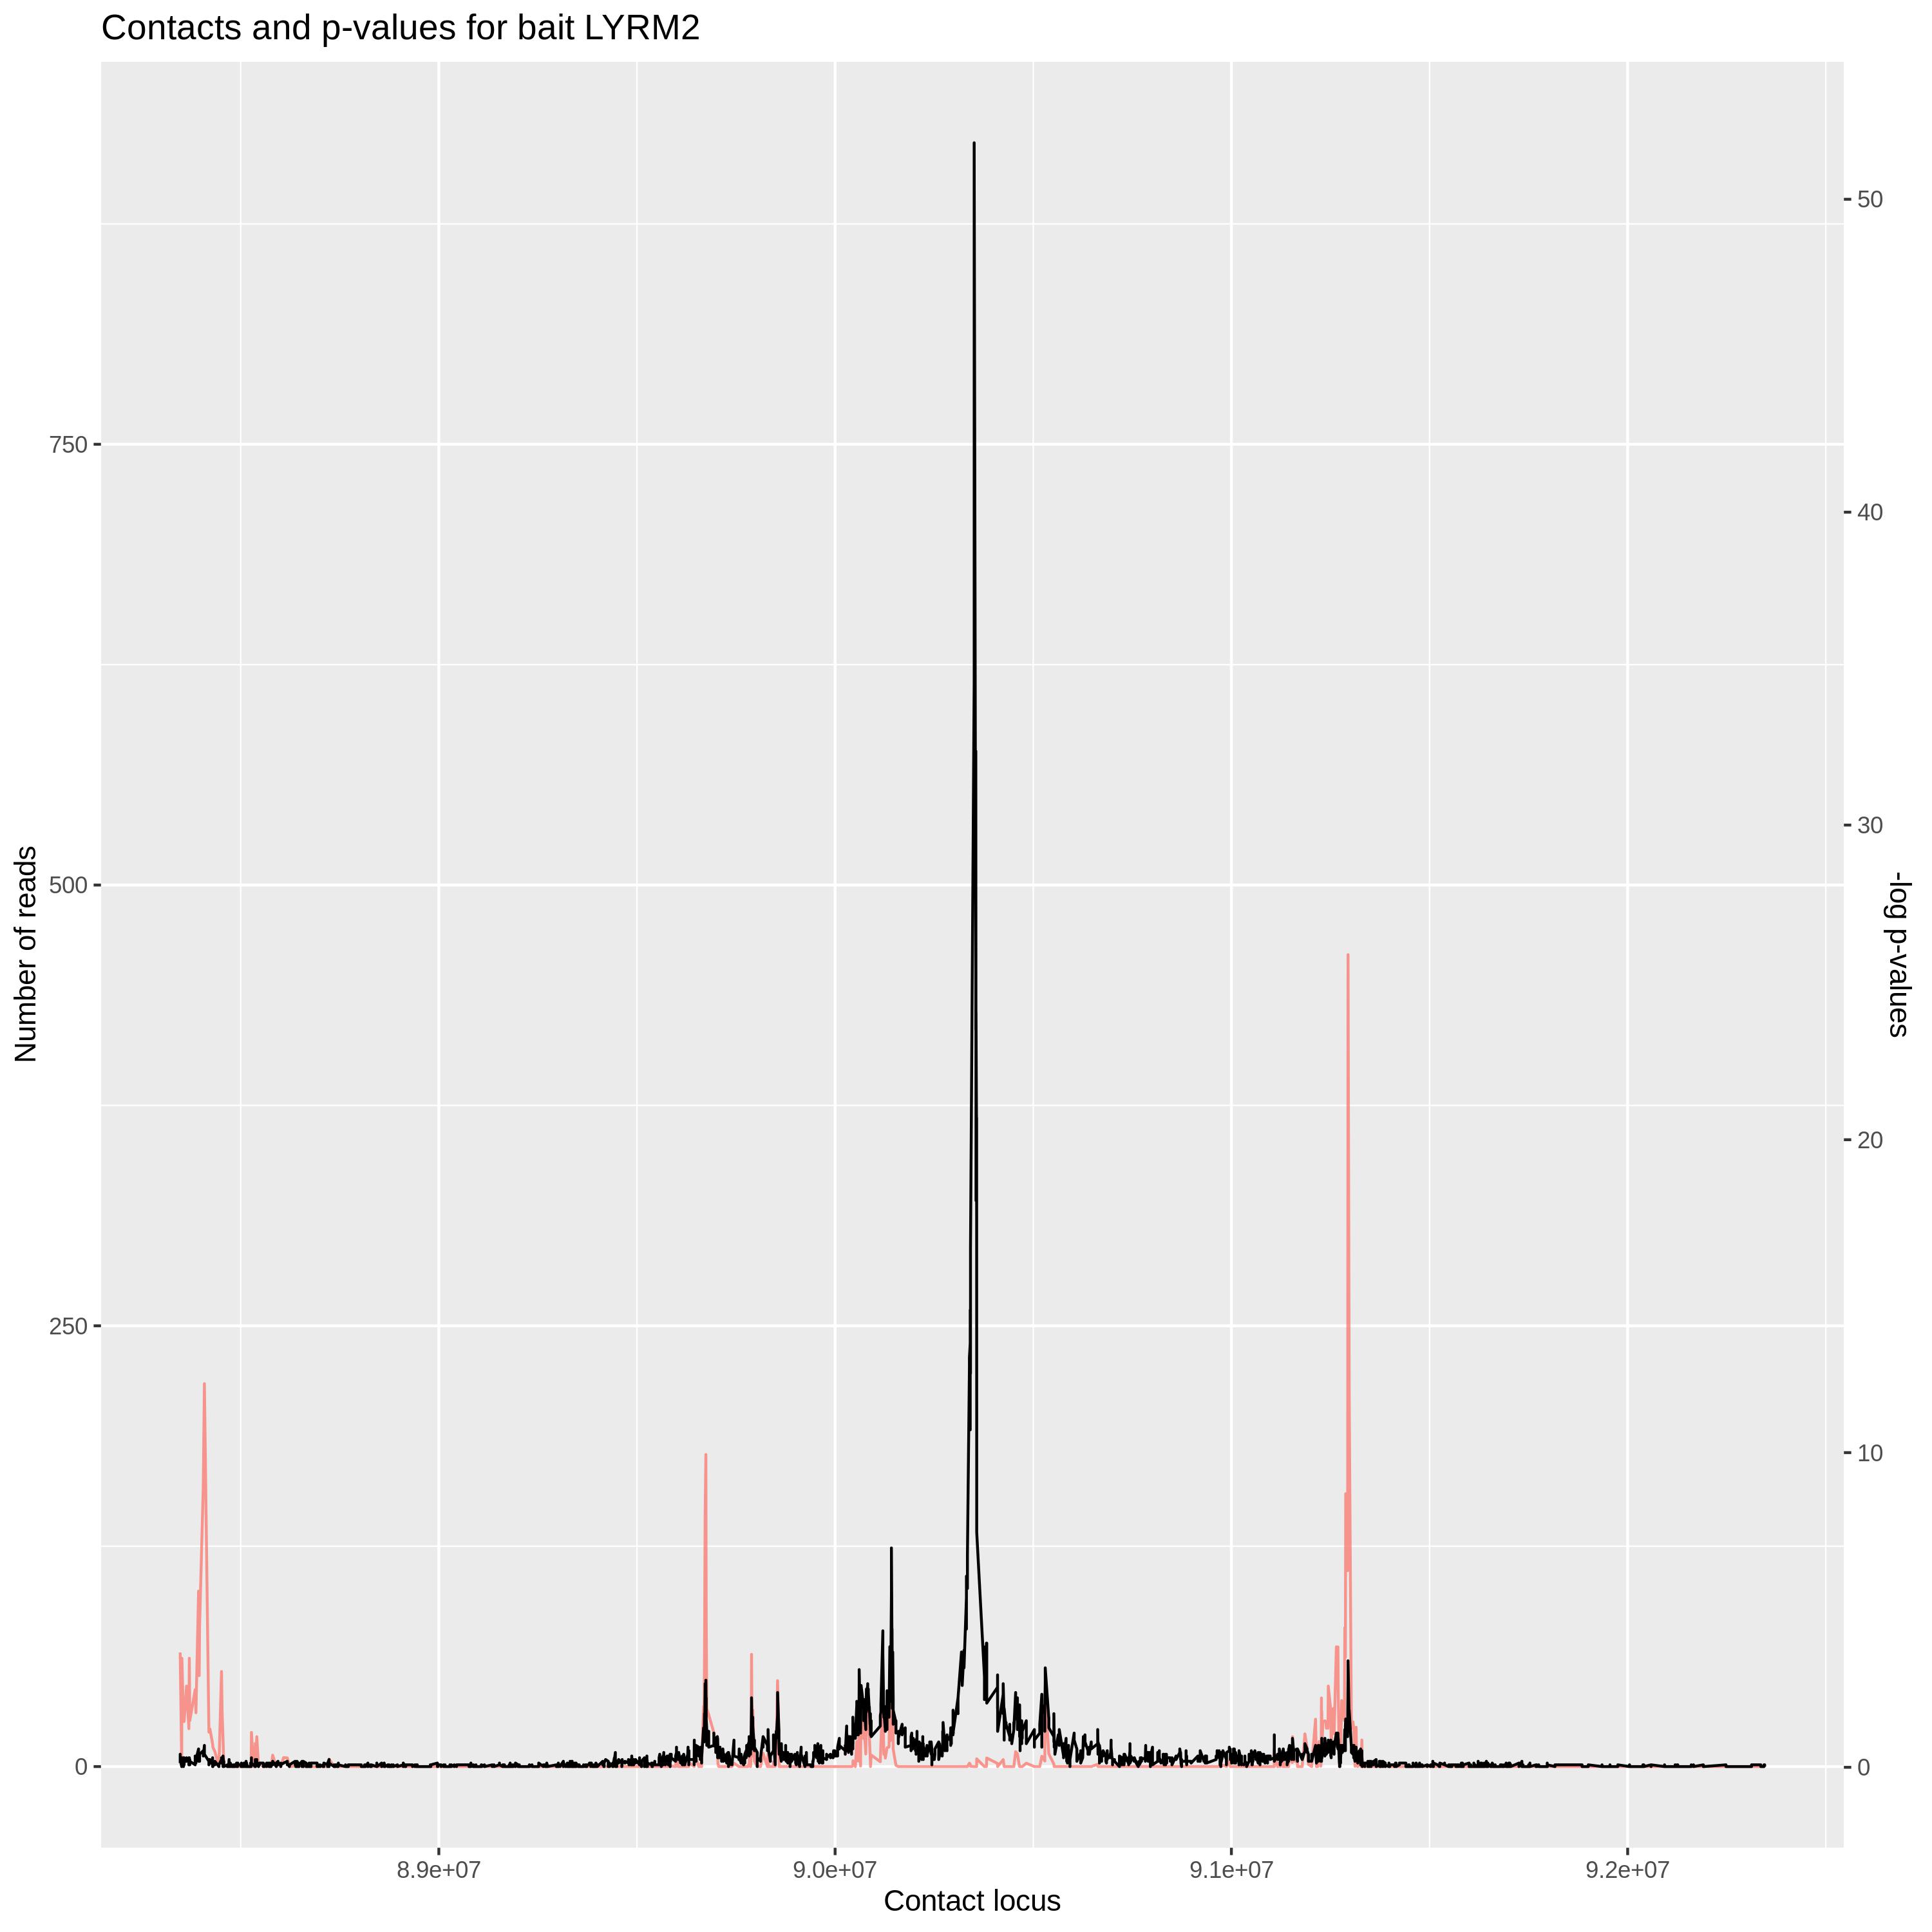 Contacts and p-values for bait LYRM2
750
500
250
0
50
40
30
20
10
0
Number of reads
-log p-values
8.9e+07
9.0e+07
9.1e+07
9.2e+07
Contact locus